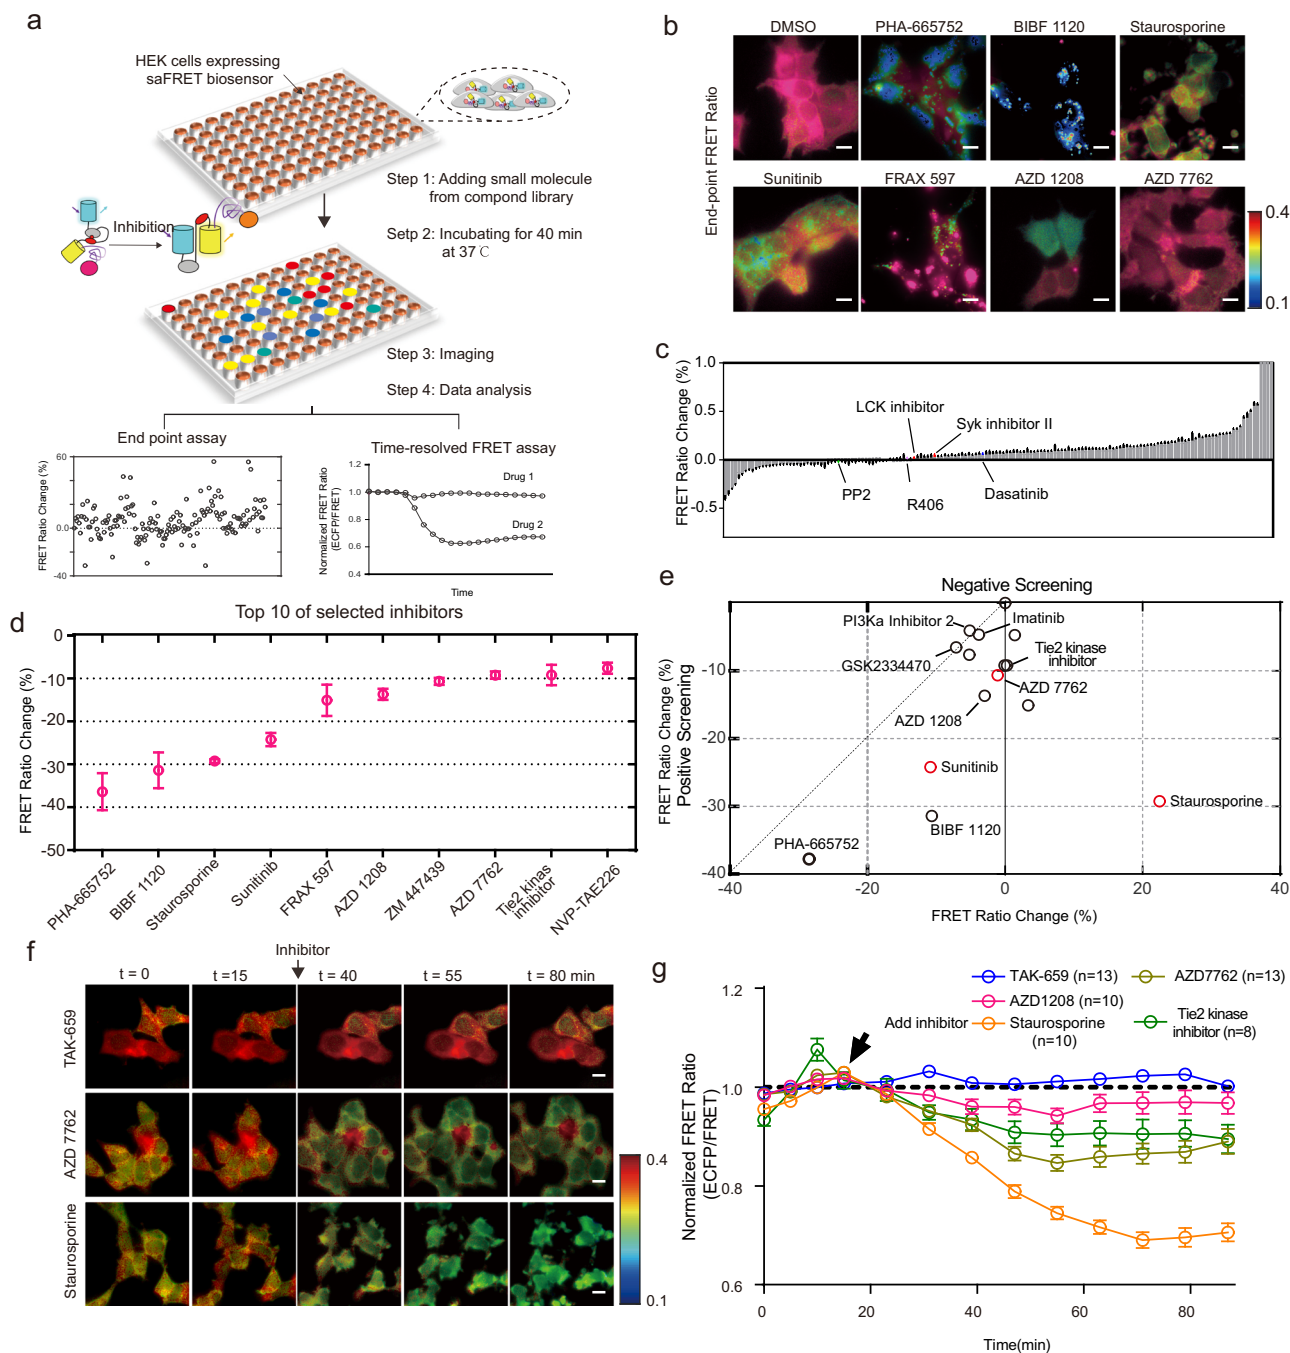 a
HEK cells expressing
saFRET biosensor
Step 1: Adding small molecule
from compond library
Inhibition
Setp 2: Incubating for 40 min
at 37℃
Step 3: Imaging
Step 4: Data analysis
End point assay
FRET Ratio Change (%)
60
0.0
-40
Time-resolved FRET assay
Normalized FRET Ratio
(ECFP/FRET)
1.2
1.0
0.8
0.6
0.4
Drug 1
Drug 2
Time
b
End-point FRET Ratio
DMSO
PHA-665752
BIBF 1120
Staurosporine
Sunitinib
FRAX 597
AZD 1208
AZD 7762
0.4
0.1
c
FRET Ratio Change (%)
1.0
0.5
0.0
-0.5
LCK inhibitor
Syk inhibitor II
PP2
R406
Dasatinib
d
Top 10 of selected inhibitors
FRET Ratio Change (%)
0
-10
-20
-30
-40
-50
PHA-665752
BIBF 1120
Staurosporine
Sunitinib
FRAX 597
AZD 1208
ZM 447439
AZD 7762
Tie2 kinas
inhibitor
NVP-TAE226
e
Negative Screening
FRET Ratio Change (%)
Positive Screening
-10
-20
-30
-40
-40
-20
0
20
40
FRET Ratio Change (%)
PI3Ka Inhibitor 2
Imatinib
GSK2334470
Tie2 kinase
inhibitor
AZD 7762
AZD 1208
Sunitinib
Staurosporine
BIBF 1120
PHA-665752
f
Inhibitor
t = 0
t =15
t = 40
t = 55
t = 80 min
TAK-659
AZD 7762
Staurosporine
0.4
0.1
g
TAK-659 (n=13)
AZD7762 (n=13)
AZD1208 (n=10)
Add inhibitor
Staurosporine
(n=10)
Tie2 kinase
inhibitor (n=8)
Normalized FRET Ratio
(ECFP/FRET)
1.2
1.0
0.8
0.6
0
20
40
60
80
Time(min)